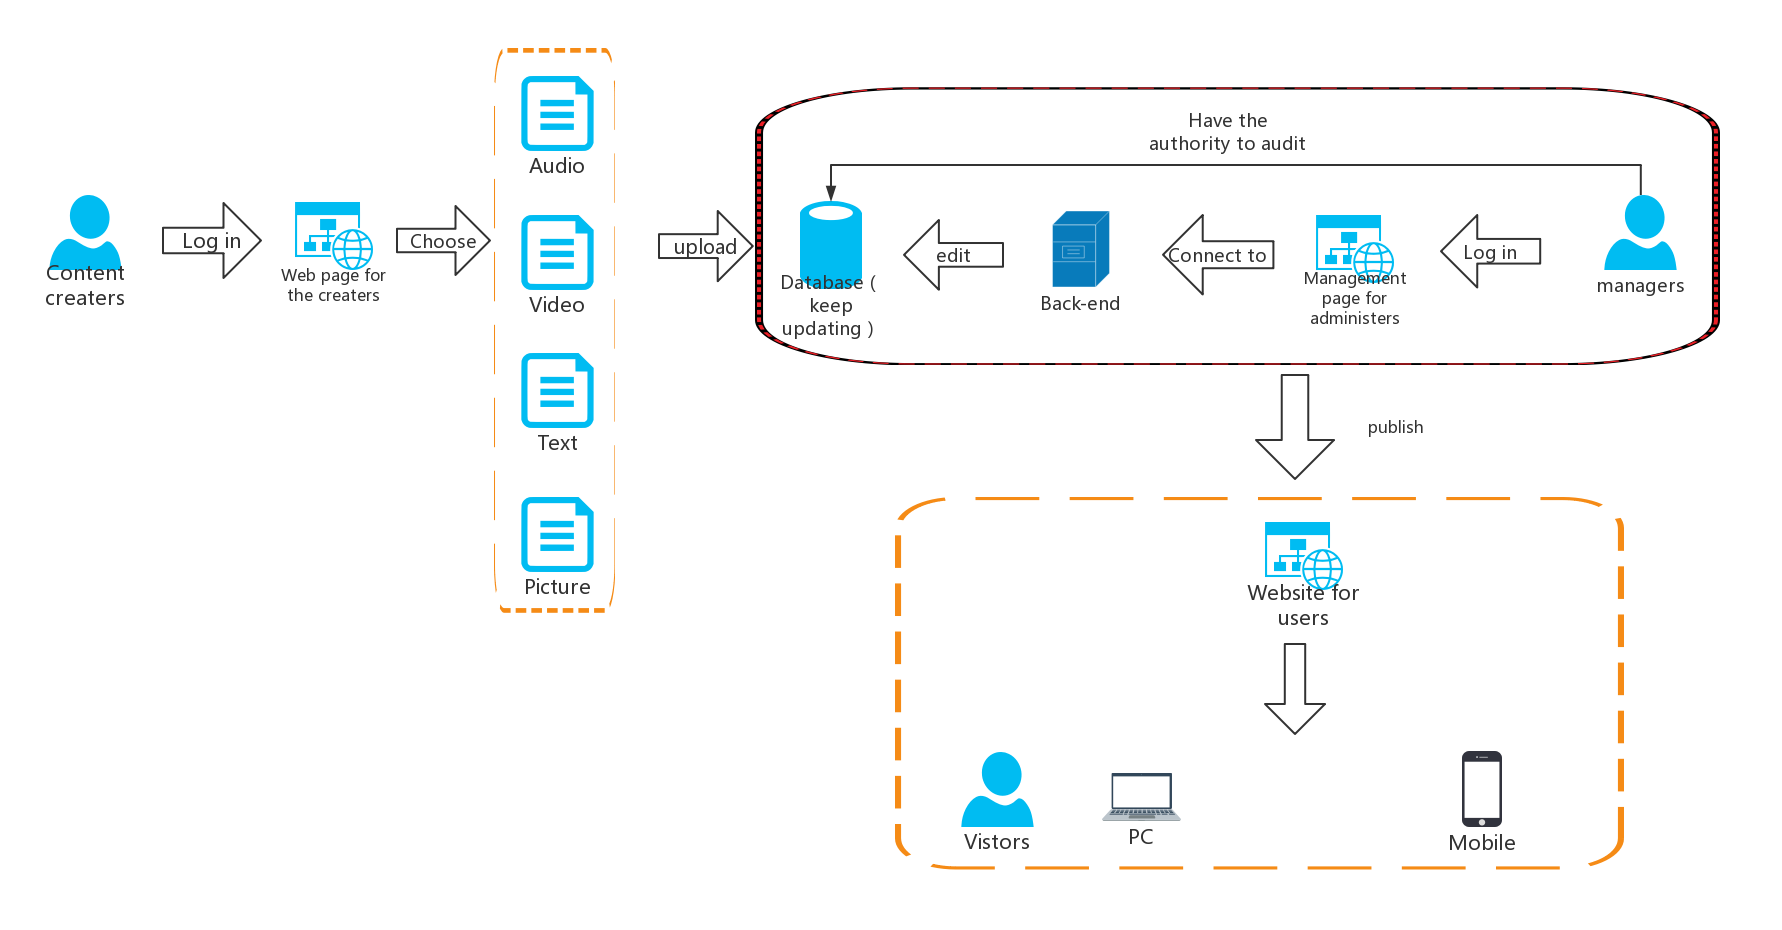 Content
creaters
Log in
Web page for
the creaters
Choose
Audio
Video
Text
Picture
upload
Have the
authority to audit
Database (
keep
updating )
edit
Back-end
Connect to
Management
page for
administers
Log in
managers
publish
Website for
users
Vistors
PC
Mobile